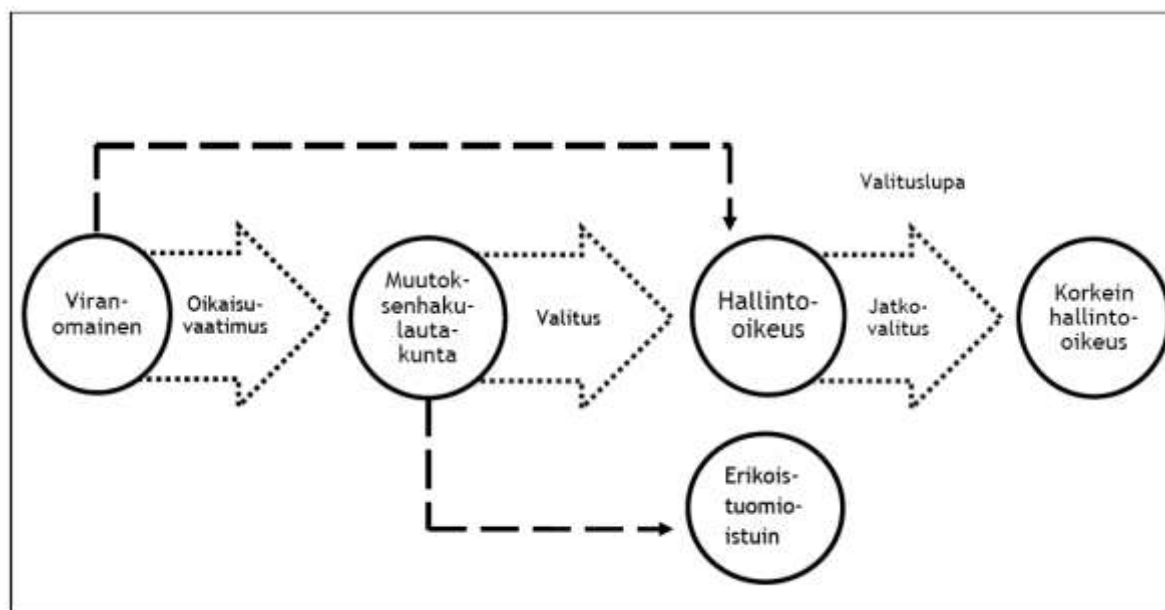 Viran-
omainen
Oikaisu-
vaatimus
Muutok-
senhaku-
lauta-
kunta
Valitus
Hallinto-
oikeus
Valituslupa
Jatko-
valitus
Korkein
hallinto-
oikeus
Erikois-
tuomio-
istuin